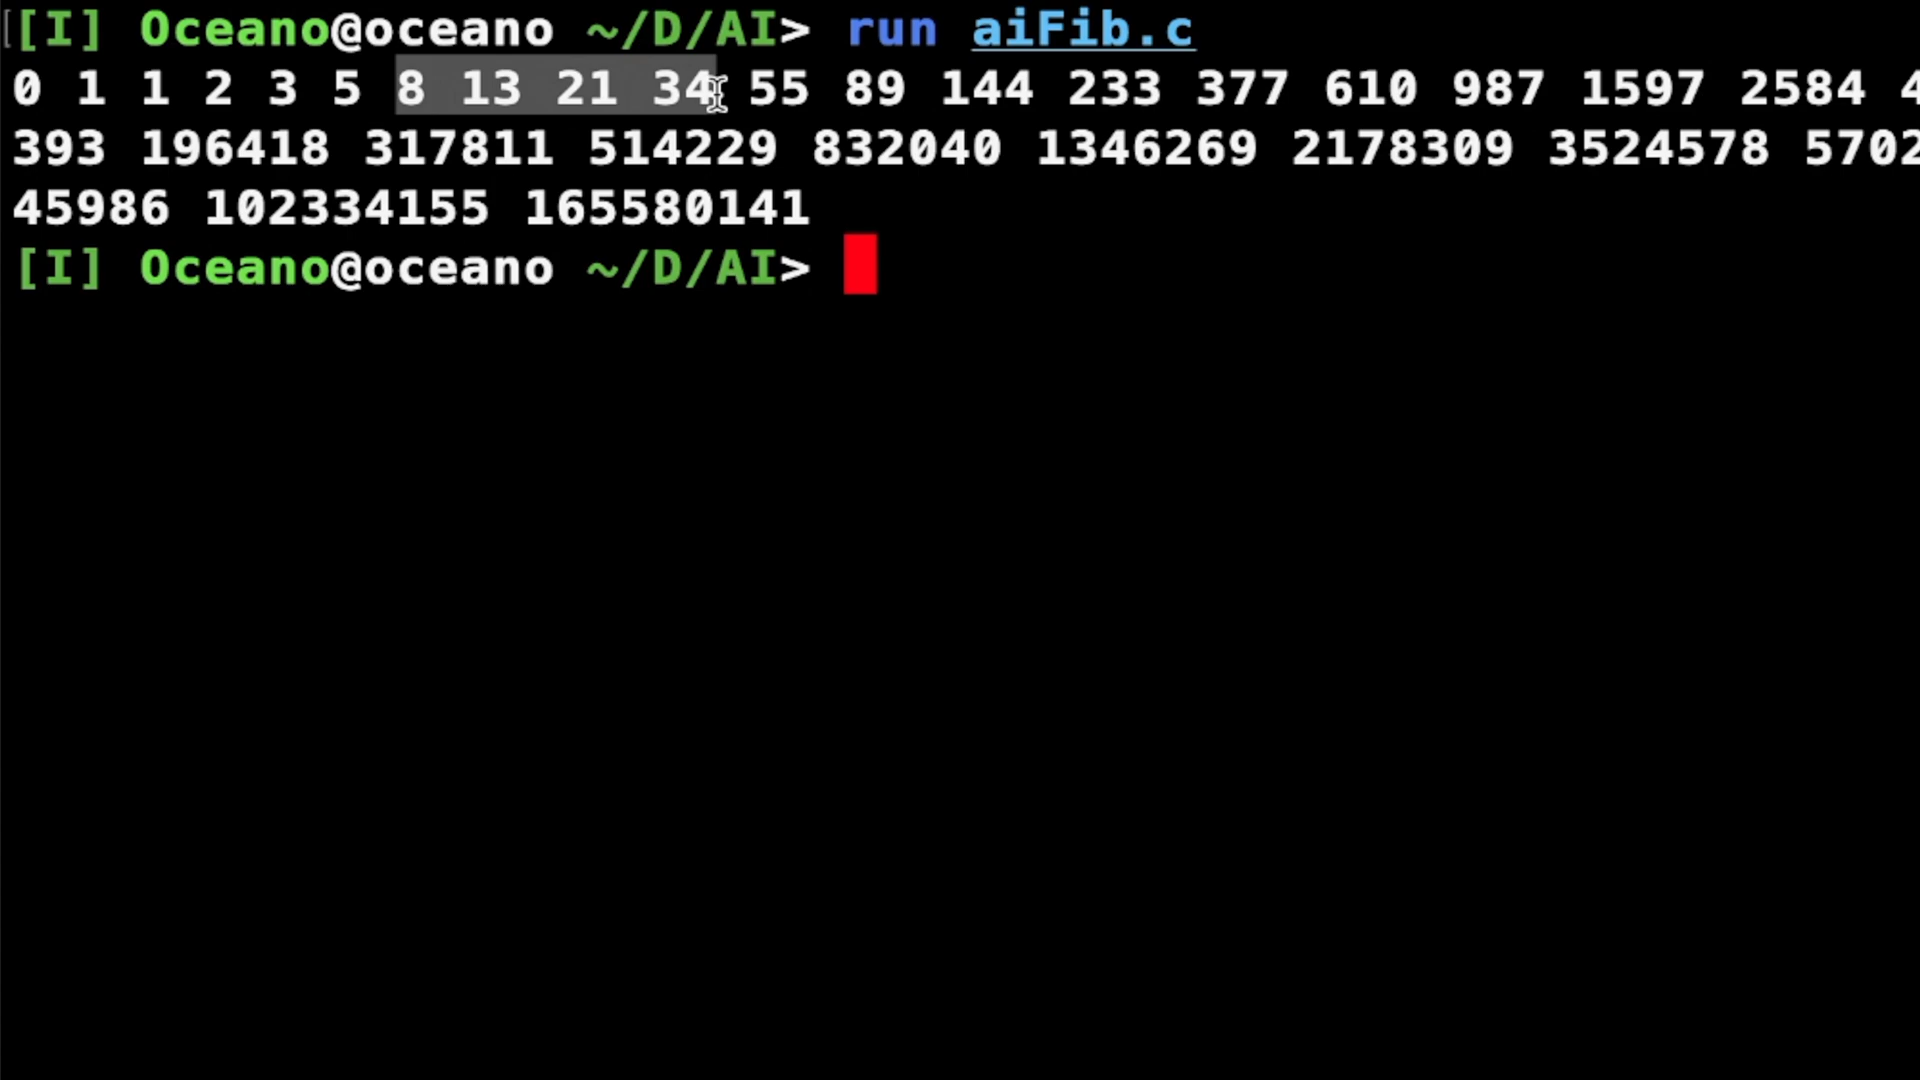 [I] Oceano@oceano ~/D/AI> run aiFib.c
0 1 1 2 3 5 8 13 21 34 55 89 144 233 377 610 987 1597 2584 4
393 196418 317811 514229 832040 1346269 2178309 3524578 5702
45986 102334155 165580141
[I] Oceano@oceano ~/D/AI>